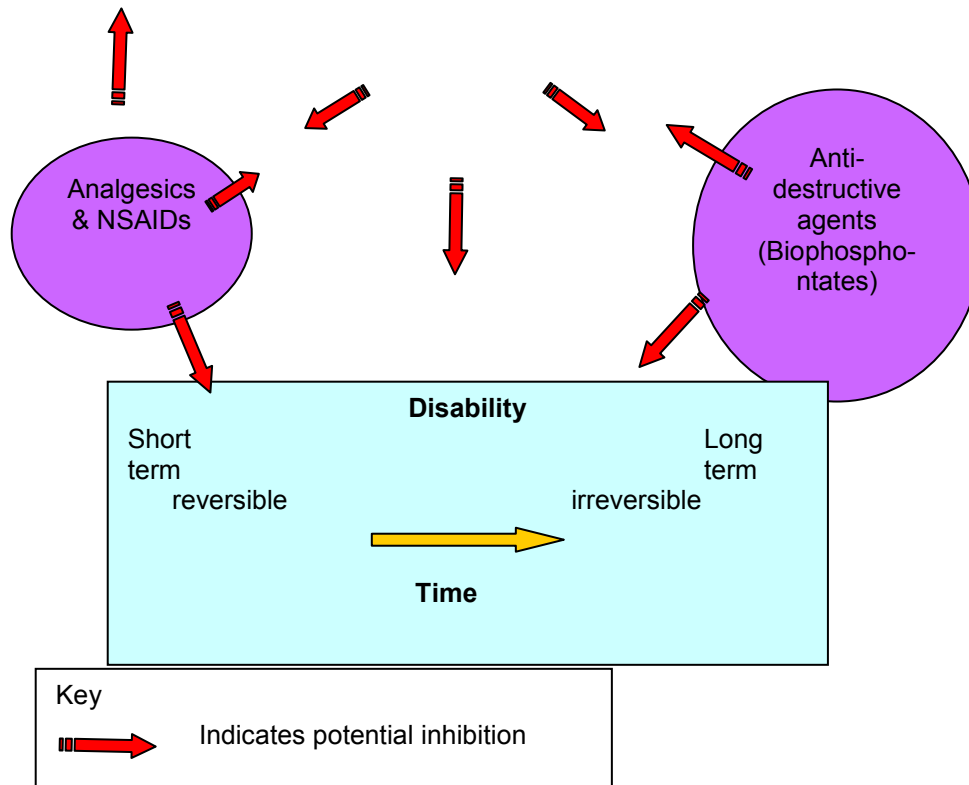 Analgesics
& NSAIDs
Anti-
destructive
agents
(Biophospho-
ntates)
Disability
Short
term
reversible
Long
term
irreversible
Time
Key
Indicates potential inhibition